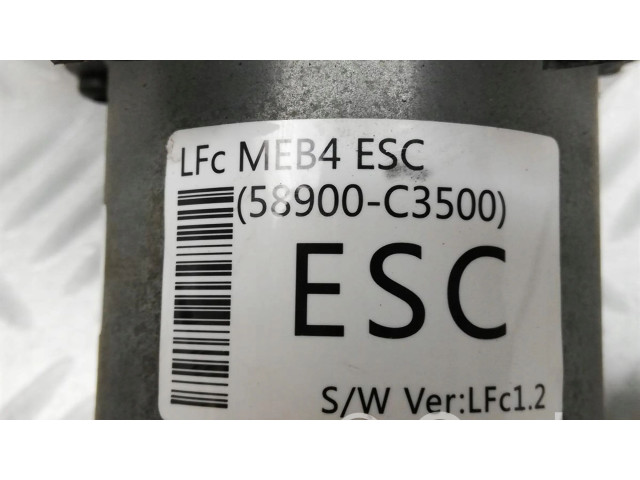 LFc MEB4 ESC
(58900-C3500)
ESC
S/W Ver:LFc1.2